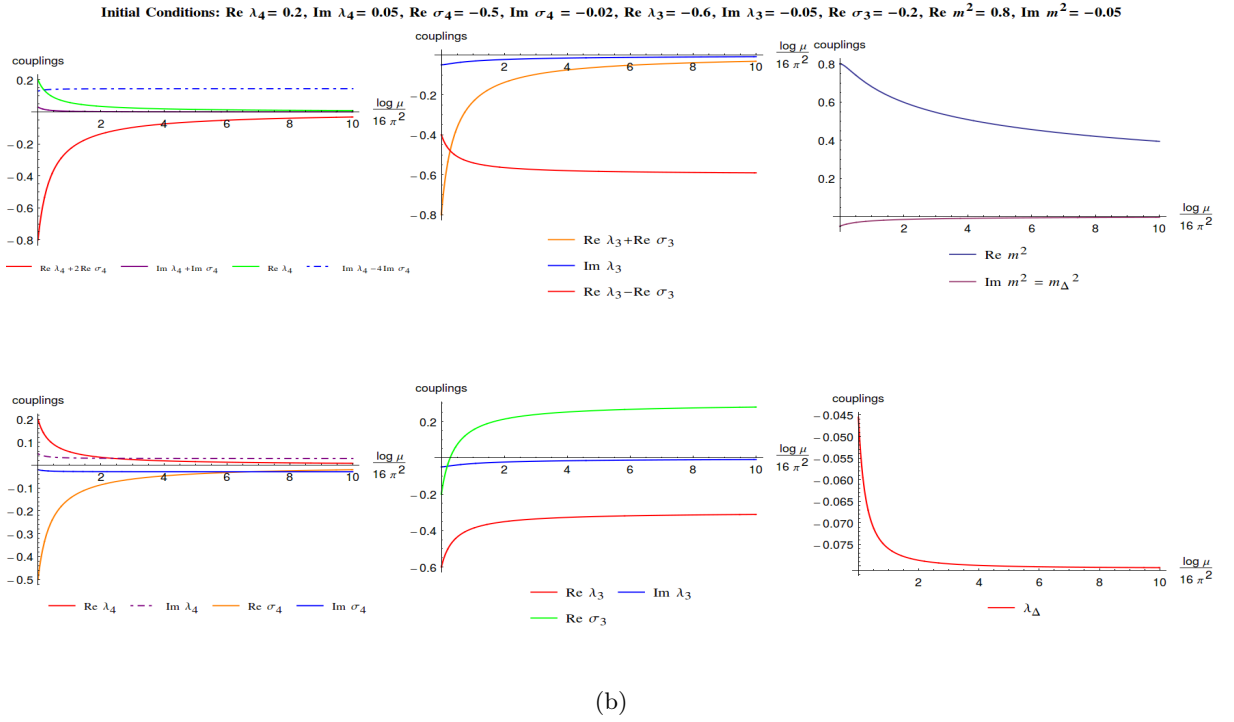 Initial Conditions: Re λ4 = 0.2, Im λ4 = 0.05, Re σ4 = −0.5, Im σ4 = −0.02, Re λ3 = −0.6, Im λ3 = −0.05, Re σ3 = −0.2, Re m² = 0.8, Im m² = −0.05
couplings
0.2
−0.2
−0.4
−0.6
−0.8
2 4 6 8 10
log μ
16 π²
Re λ4+2Re σ4 Im λ4+Im σ4 Re λ4 Im λ4−4Im σ4
couplings
−0.2
−0.4
−0.6
−0.8
2 4 6 8 10
log μ
16 π²
Re λ3+Re σ3
Im λ3
Re λ3−Re σ3
couplings
0.8
0.6
0.4
0.2
2 4 6 8 10
log μ
16 π²
Re m²
Im m² = mΔ²
couplings
0.2
0.1
−0.1
−0.2
−0.3
−0.4
−0.5
2 4 6 8 10
log μ
16 π²
Re λ4 Im λ4 Re σ4 Im σ4
couplings
0.2
−0.2
−0.4
−0.6
2 4 6 8 10
log μ
16 π²
Re λ3 Im λ3
Re σ3
couplings
−0.045
−0.050
−0.055
−0.060
−0.065
−0.070
−0.075
2 4 6 8 10
log μ
16 π²
λΔ
(b)